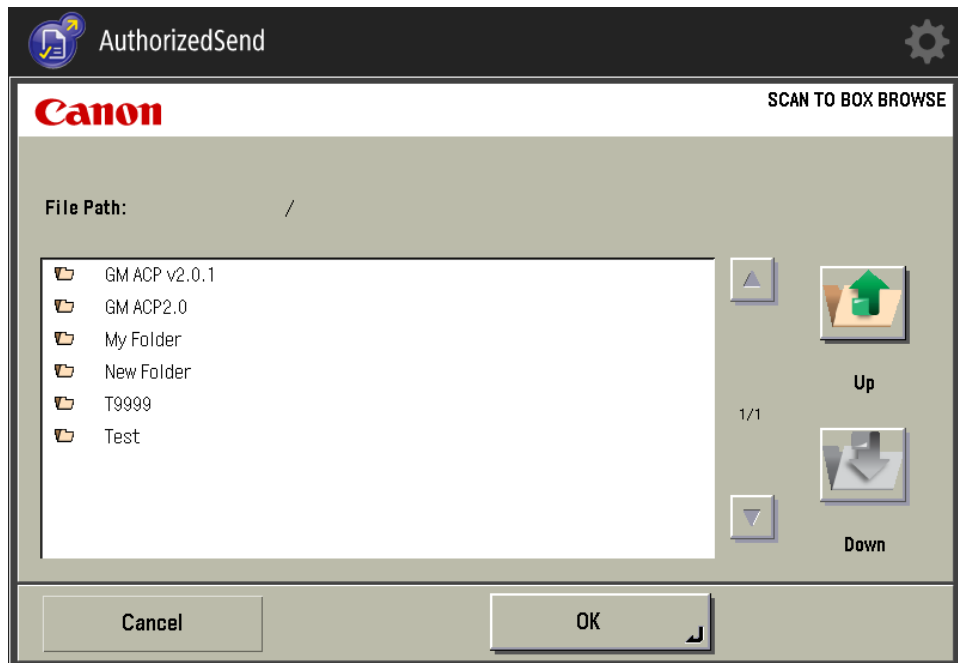 AuthorizedSend
Canon
SCAN TO BOX BROWSE
File Path: /
GM ACP v2.0.1
GM ACP2.0
My Folder
New Folder
T9999
Test
Up
1/1
Down
Cancel
OK